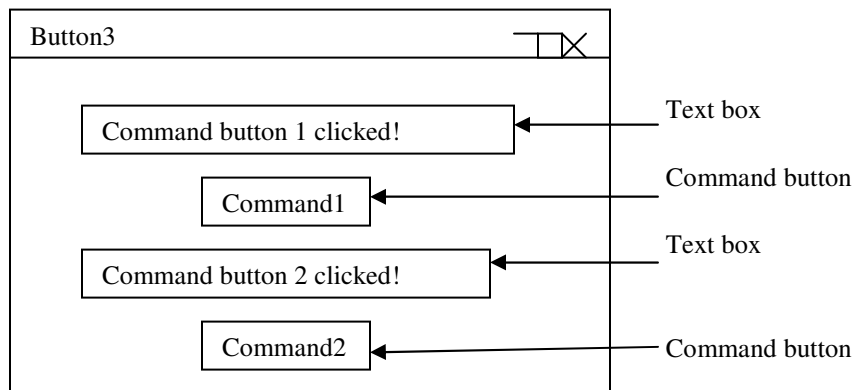 Button3
Command button 1 clicked!
Text box
Command1
Command button
Command button 2 clicked!
Text box
Command2
Command button